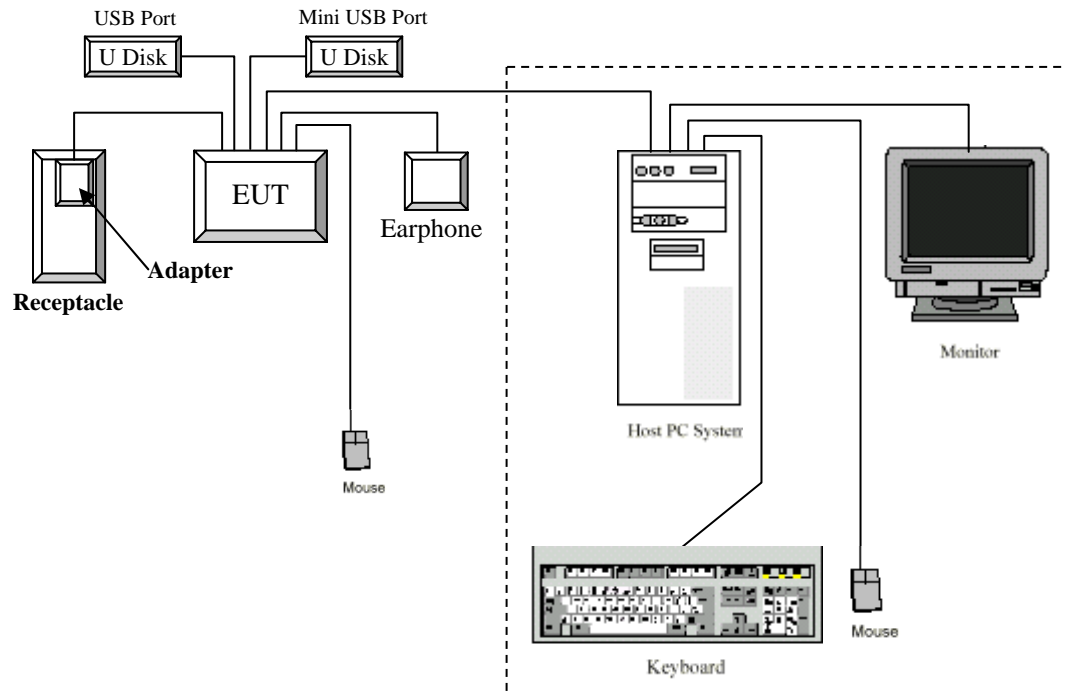 USB Port
Mini USB Port
U Disk
U Disk
EUT
Earphone
Adapter
Receptacle
Monitor
Host PC System
Mouse
Mouse
Keyboard